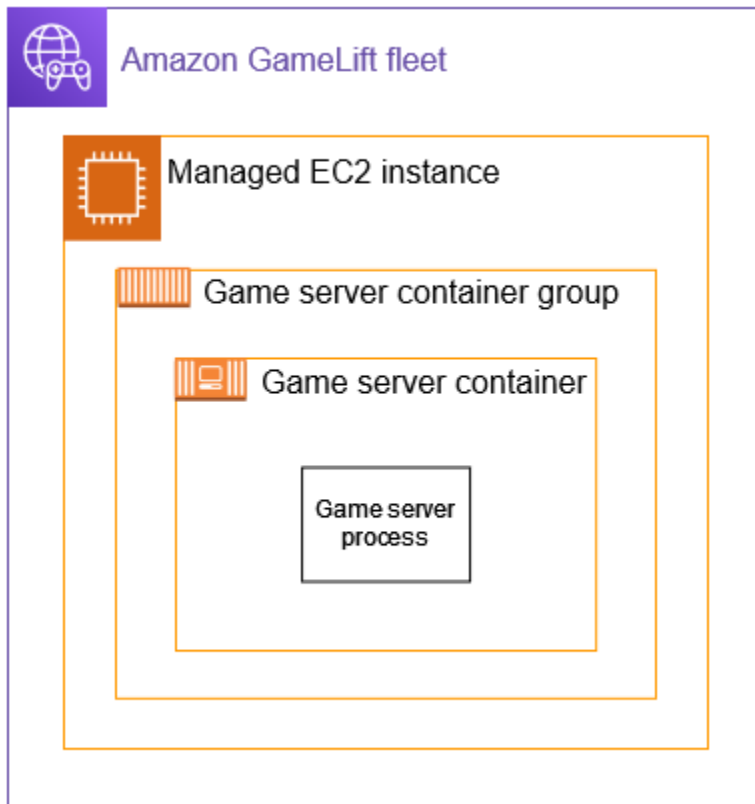 Amazon GameLift fleet
Managed EC2 instance
Game server container group
Game server container
Game server
process